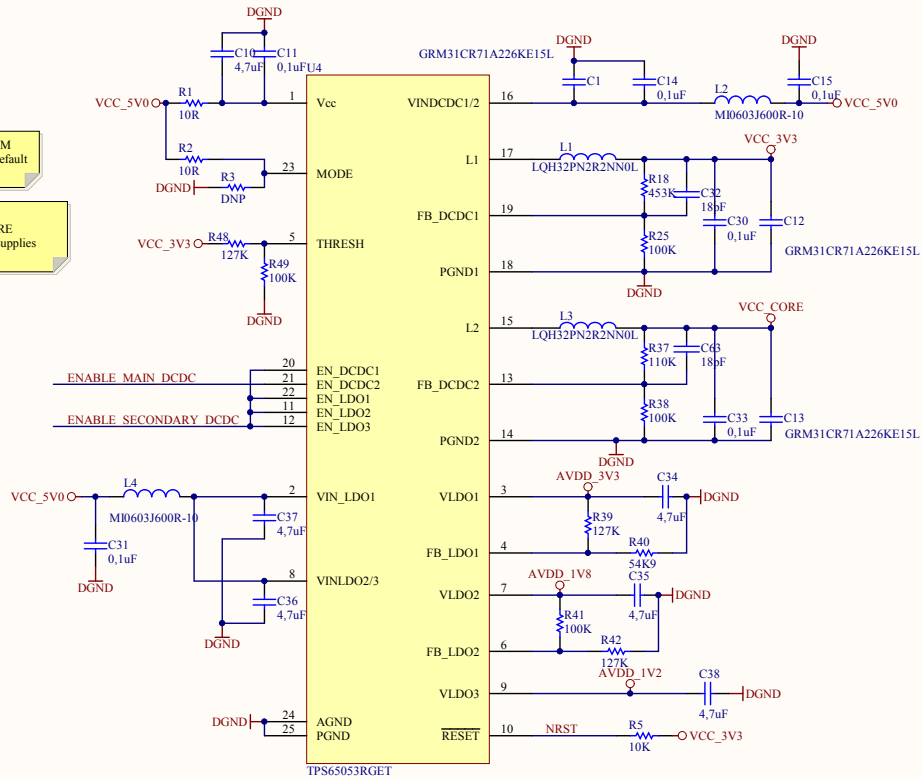 DGND
C10
4,7uF
C11
0,1uF
U4
VCC_5V0
R1
10R
R2
10R
R3
DNP
DGND
M
efault
RE
upplies
VCC_3V3
R48
127K
R49
100K
DGND
ENABLE_MAIN_DCDC
ENABLE_SECONDARY_DCDC
VCC_5V0
L4
MI0603J600R-10
C31
0,1uF
DGND
C37
4,7uF
C36
4,7uF
DGND
DGND
1 Vcc
23 MODE
5 THRESH
20 EN_DCDC1
21 EN_DCDC2
22 EN_LDO1
11 EN_LDO2
12 EN_LDO3
2 VIN_LDO1
8 VINLDO2/3
24 AGND
25 PGND
TPS65053RGET
VINDCDC1/2 16
L1 17
FB_DCDC1 19
PGND1 18
L2 15
FB_DCDC2 13
PGND2 14
VLDO1 3
FB_LDO1 4
VLDO2 7
FB_LDO2 6
VLDO3 9
RESET 10
GRM31CR71A226KE15L
DGND
C1
C14
0,1uF
L2
MI0603J600R-10
DGND
C15
0,1uF
VCC_5V0
L1
LQH32PN2R2NN0L
VCC_3V3
R18
453K
C32
18pF
R25
100K
C30
0,1uF
C12
GRM31CR71A226KE15L
DGND
L3
LQH32PN2R2NN0L
VCC_CORE
R37
110K
C63
18pF
R38
100K
C33
0,1uF
C13
GRM31CR71A226KE15L
DGND
AVDD_3V3
C34
4,7uF
DGND
R39
127K
R40
54K9
AVDD_1V8
C35
4,7uF
DGND
R41
100K
R42
127K
AVDD_1V2
C38
4,7uF
DGND
NRST
R5
10K
VCC_3V3